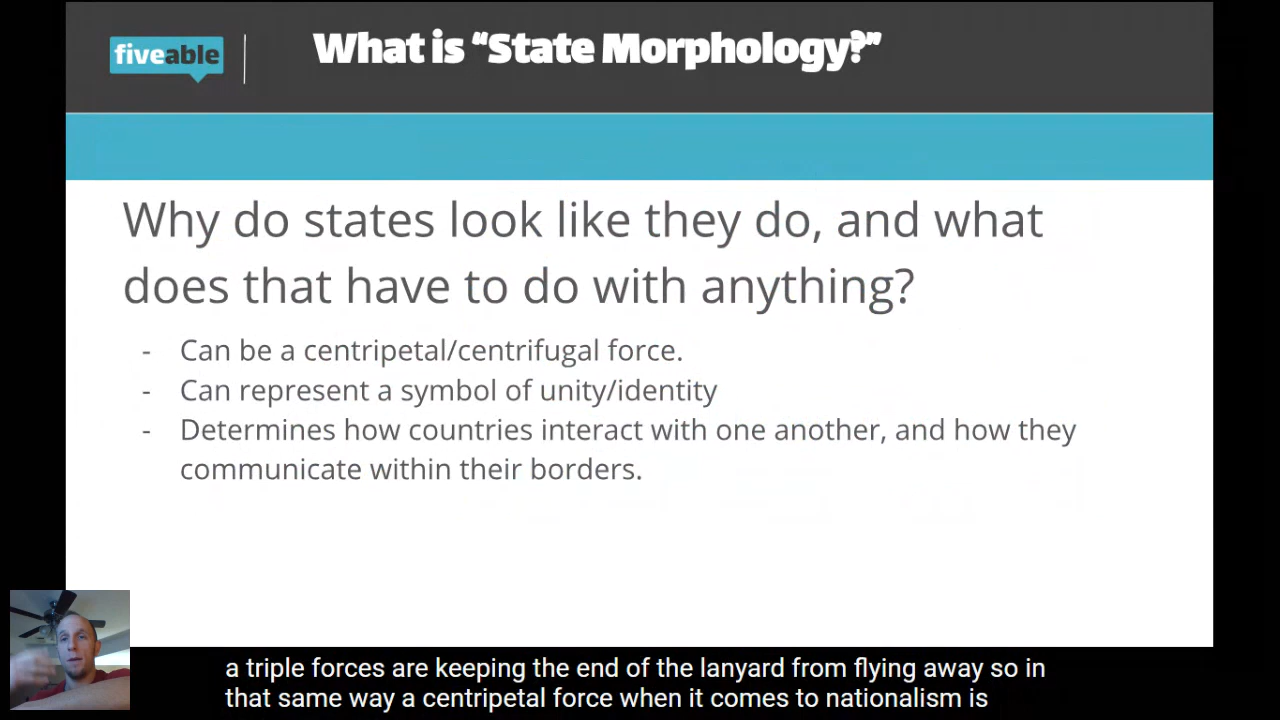 fiveable
What is “State Morphology?”
Why do states look like they do, and what
does that have to do with anything?
- Can be a centripetal/centrifugal force.
- Can represent a symbol of unity/identity
- Determines how countries interact with one another, and how they
communicate within their borders.
a triple forces are keeping the end of the lanyard from flying away so in
that same way a centripetal force when it comes to nationalism is